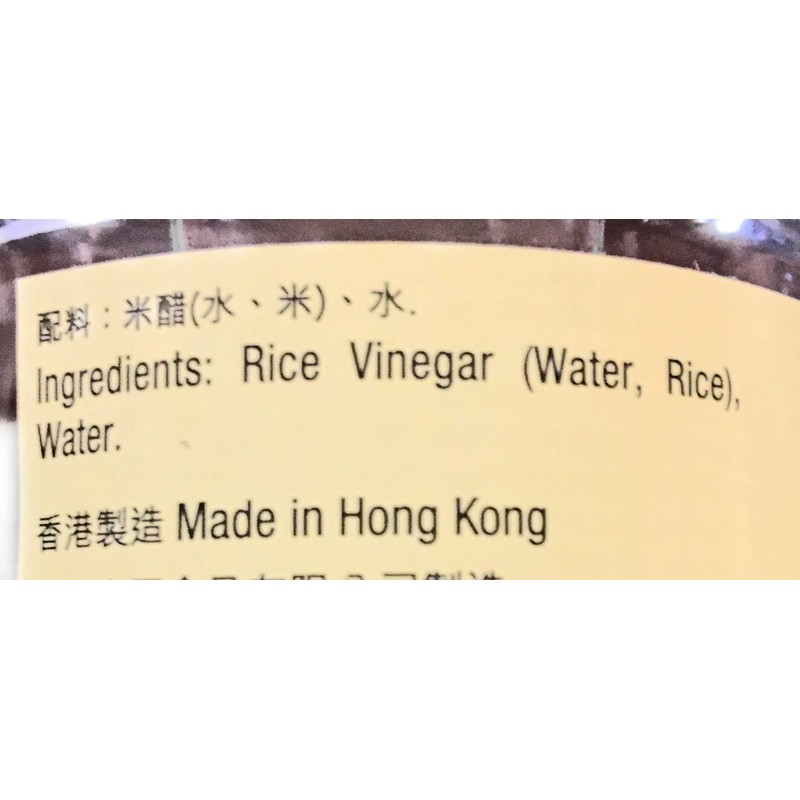 配料：米醋(水、米)、水.
Ingredients: Rice Vinegar (Water, Rice),
Water.
香港製造 Made in Hong Kong